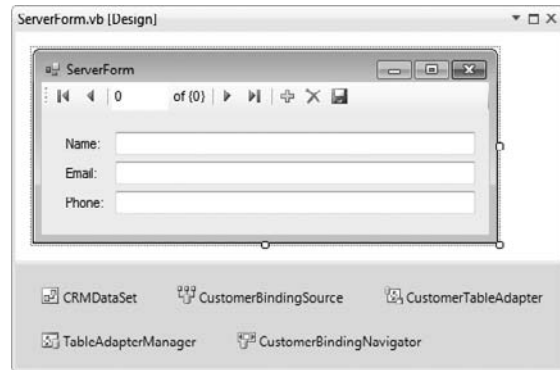 ServerForm.vb [Design]
ServerForm
0 of {0}
Name:
Email:
Phone:
CRMDataSet CustomerBindingSource CustomerTableAdapter
TableAdapterManager CustomerBindingNavigator